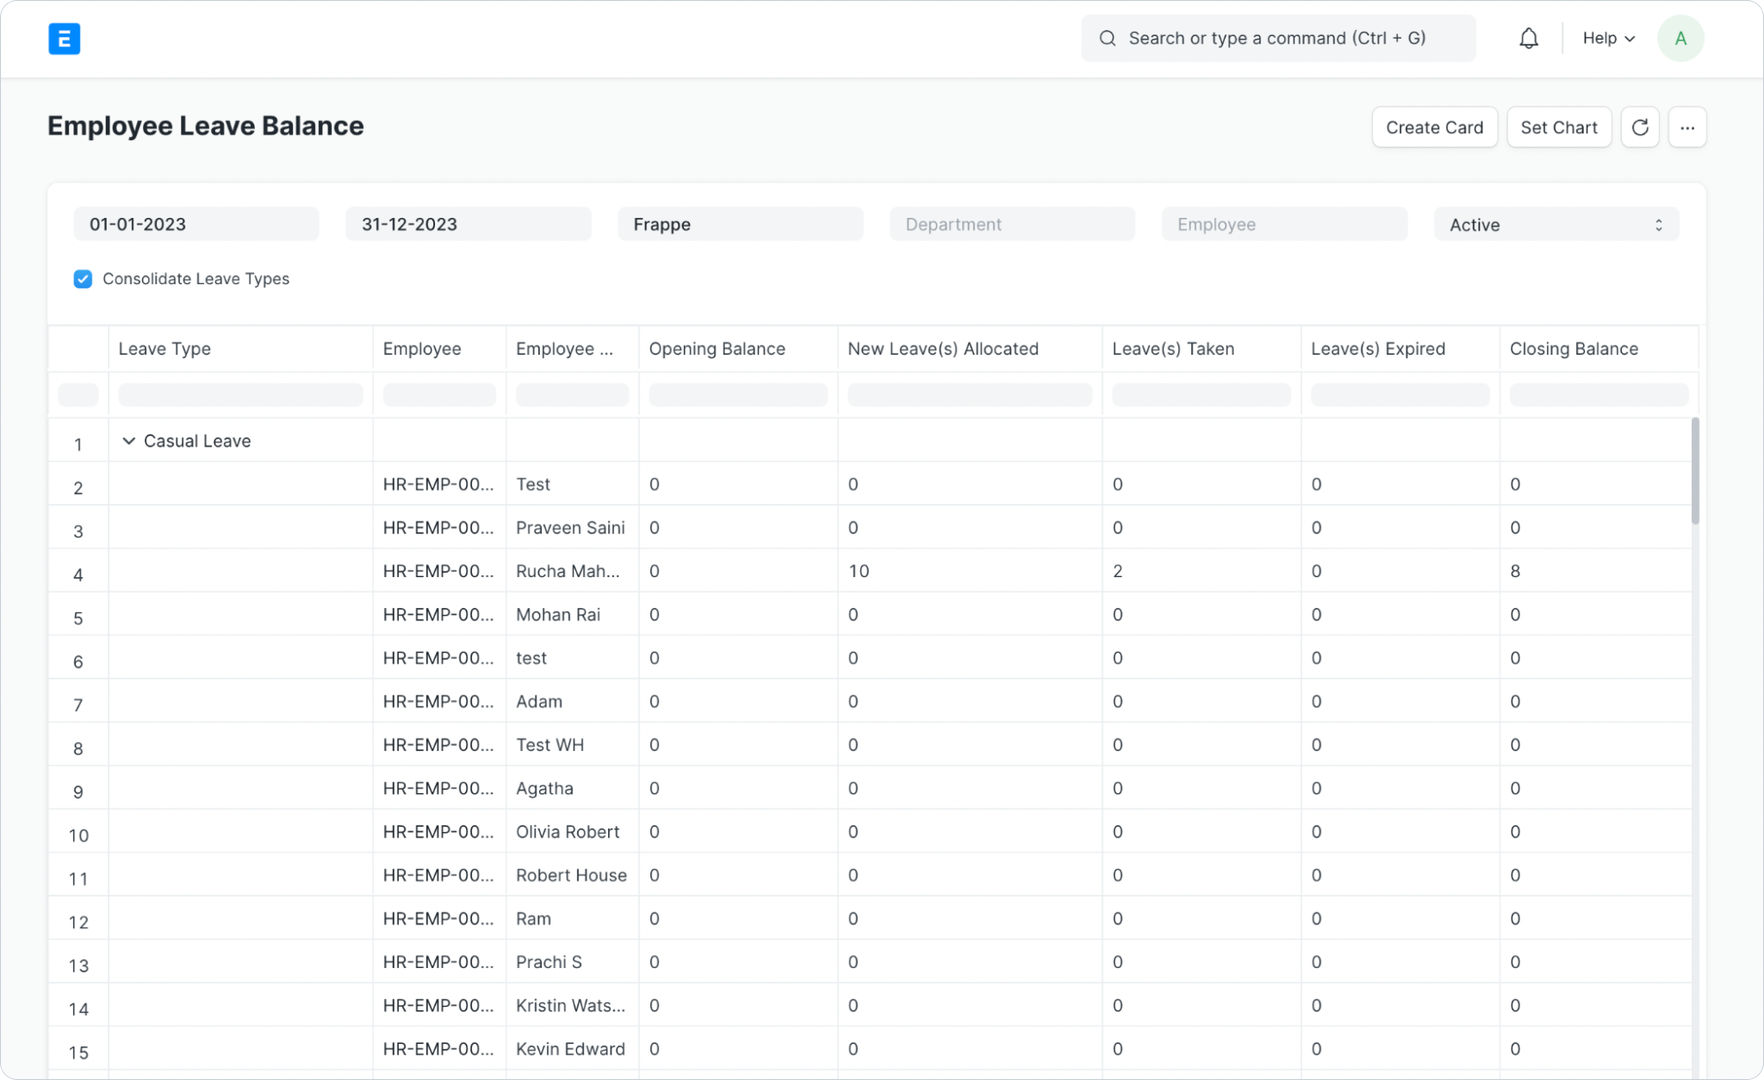 E
Search or type a command (Ctrl + G)
Help
A
Employee Leave Balance
Create Card
Set Chart
...
01-01-2023
31-12-2023
Frappe
Department
Employee
Active
Consolidate Leave Types
Leave Type Employee Employee ... Opening Balance New Leave(s) Allocated Leave(s) Taken Leave(s) Expired Closing Balance
1 Casual Leave
2 HR-EMP-00... Test 0 0 0 0 0
3 HR-EMP-00... Praveen Saini 0 0 0 0 0
4 HR-EMP-00... Rucha Mah... 0 10 2 0 8
5 HR-EMP-00... Mohan Rai 0 0 0 0 0
6 HR-EMP-00... test 0 0 0 0 0
7 HR-EMP-00... Adam 0 0 0 0 0
8 HR-EMP-00... Test WH 0 0 0 0 0
9 HR-EMP-00... Agatha 0 0 0 0 0
10 HR-EMP-00... Olivia Robert 0 0 0 0 0
11 HR-EMP-00... Robert House 0 0 0 0 0
12 HR-EMP-00... Ram 0 0 0 0 0
13 HR-EMP-00... Prachi S 0 0 0 0 0
14 HR-EMP-00... Kristin Wats... 0 0 0 0 0
15 HR-EMP-00... Kevin Edward 0 0 0 0 0